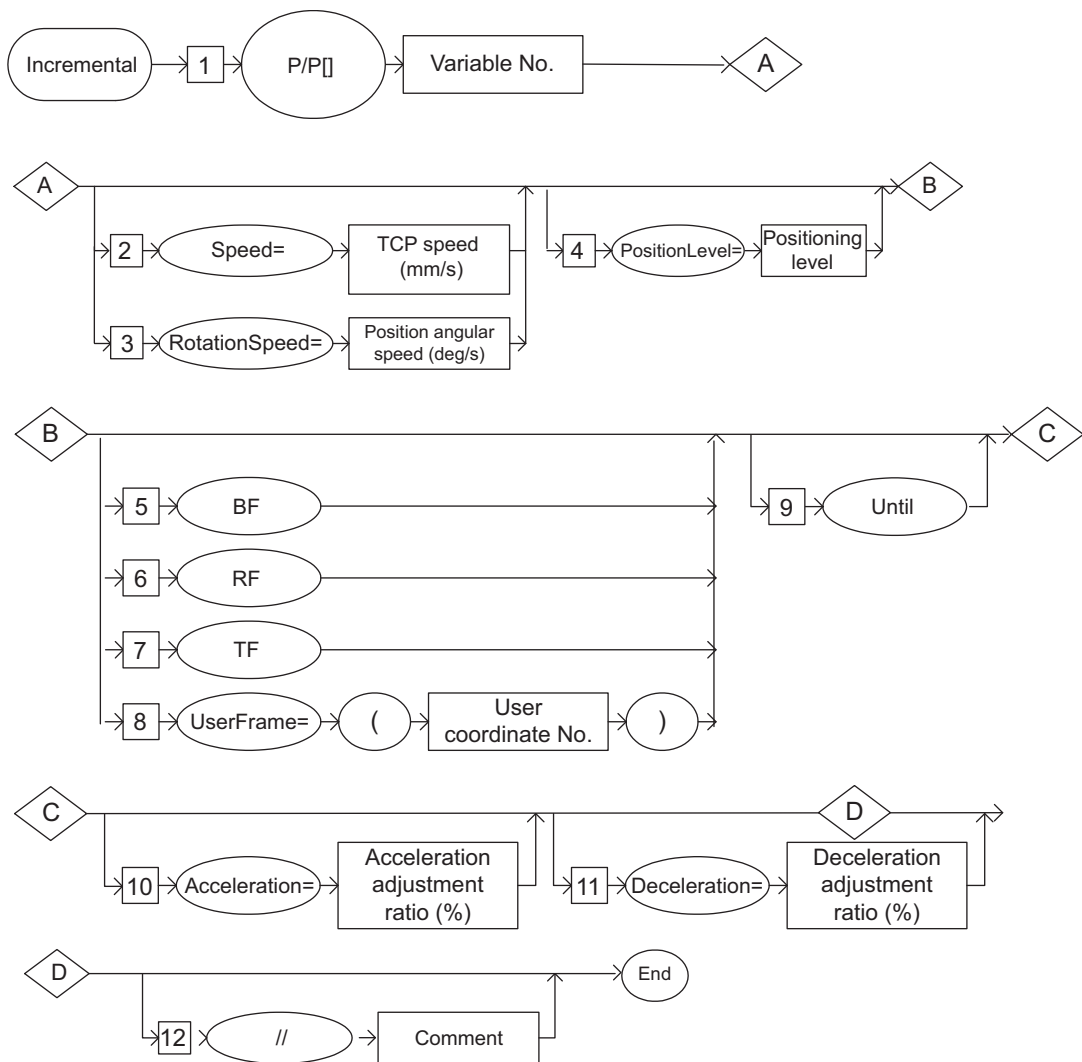 Incremental
1
P/P[]
Variable No.
A
A
2
Speed=
TCP speed
(mm/s)
4
PositionLevel=
Positioning
level
B
3
RotationSpeed=
Position angular
speed (deg/s)
B
5
BF
9
Until
C
6
RF
7
TF
8
UserFrame=
(
User
coordinate No.
)
C
10
Acceleration=
Acceleration
adjustment
ratio (%)
11
Deceleration=
Deceleration
adjustment
ratio (%)
D
D
12
//
Comment
End